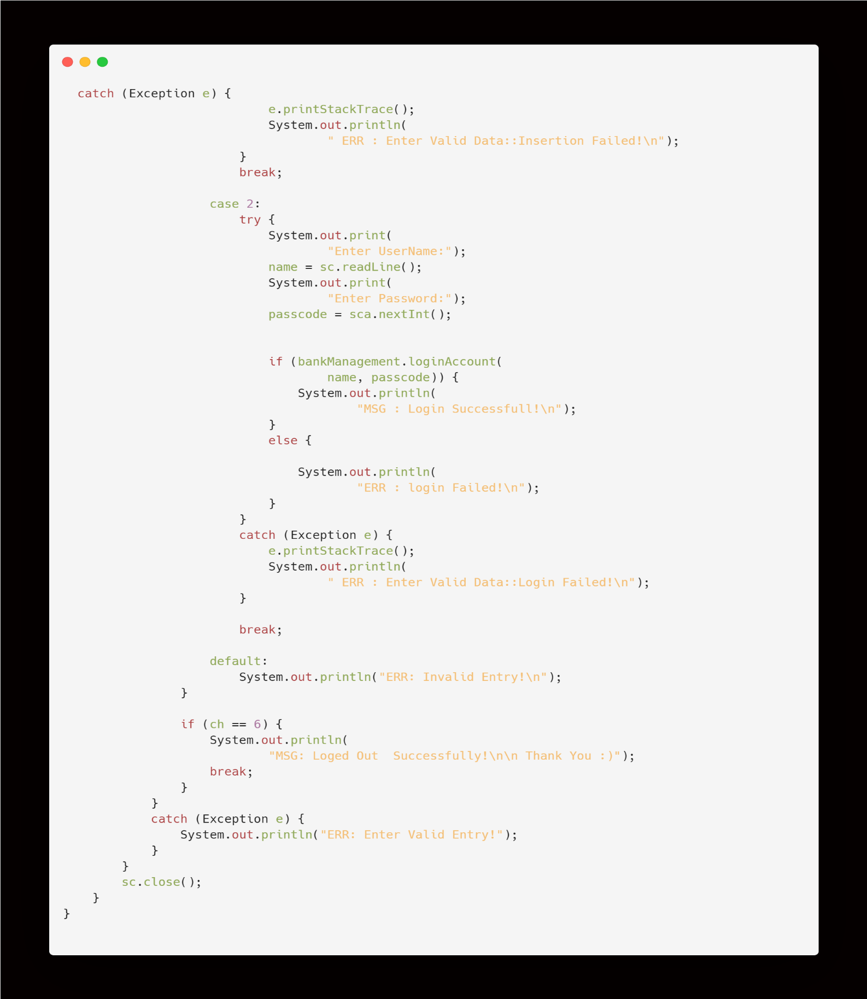 catch (Exception e) {
e.printStackTrace();
System.out.println(
" ERR : Enter Valid Data::Insertion Failed!\n");
}
break;
case 2:
try {
System.out.print(
"Enter UserName:");
name = sc.readLine();
System.out.print(
"Enter Password:");
passcode = sca.nextInt();
if (bankManagement.loginAccount(
name, passcode)) {
System.out.println(
"MSG : Login Successfull!\n");
}
else {
System.out.println(
"ERR : login Failed!\n");
}
}
catch (Exception e) {
e.printStackTrace();
System.out.println(
" ERR : Enter Valid Data::Login Failed!\n");
}
break;
default:
System.out.println("ERR: Invalid Entry!\n");
}
if (ch == 6) {
System.out.println(
"MSG: Loged Out  Successfully!\n\n Thank You :)");
break;
}
}
catch (Exception e) {
System.out.println("ERR: Enter Valid Entry!");
}
}
sc.close();
}
}